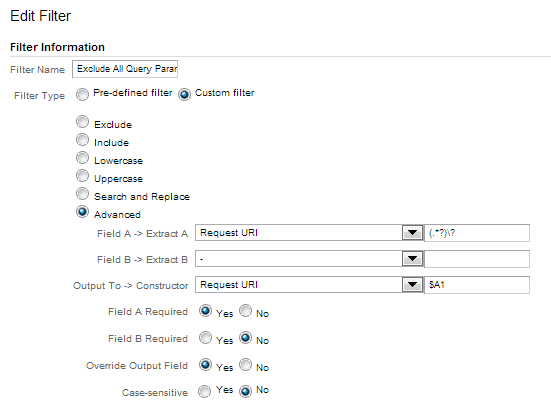 Edit Filter
Filter Information
Filter Name Exclude All Query Parar
Filter Type Pre-defined filter Custom filter
Exclude
Include
Lowercase
Uppercase
Search and Replace
Advanced
Field A -> Extract A Request URI (.*?)\?
Field B -> Extract B -
Output To -> Constructor Request URI $A1
Field A Required Yes No
Field B Required Yes No
Override Output Field Yes No
Case-sensitive Yes No